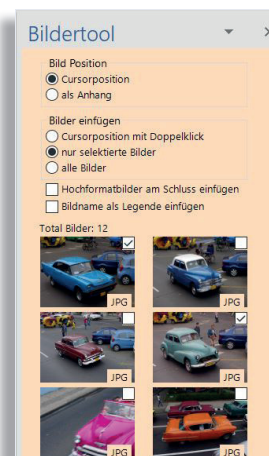 Bildertool
Bild Position
Cursorposition
als Anhang
Bilder einfügen
Cursorposition mit Doppelklick
nur selektierte Bilder
alle Bilder
Hochformatbilder am Schluss einfügen
Bildname als Legende einfügen
Total Bilder: 12
JPG
JPG
JPG
JPG
JPG
JPG